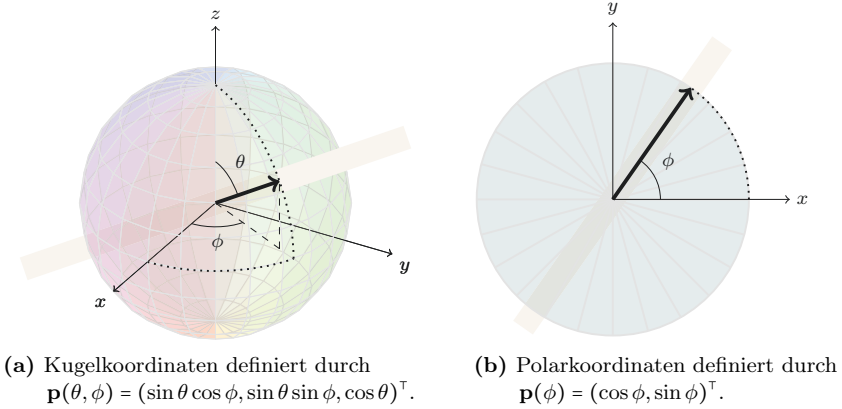 z
θ
ϕ
x
y
y
ϕ
x
(a) Kugelkoordinaten definiert durch
p(θ, ϕ) = (sin θ cos ϕ, sin θ sin ϕ, cos θ)⊤.
(b) Polarkoordinaten definiert durch
p(ϕ) = (cos ϕ, sin ϕ)⊤.